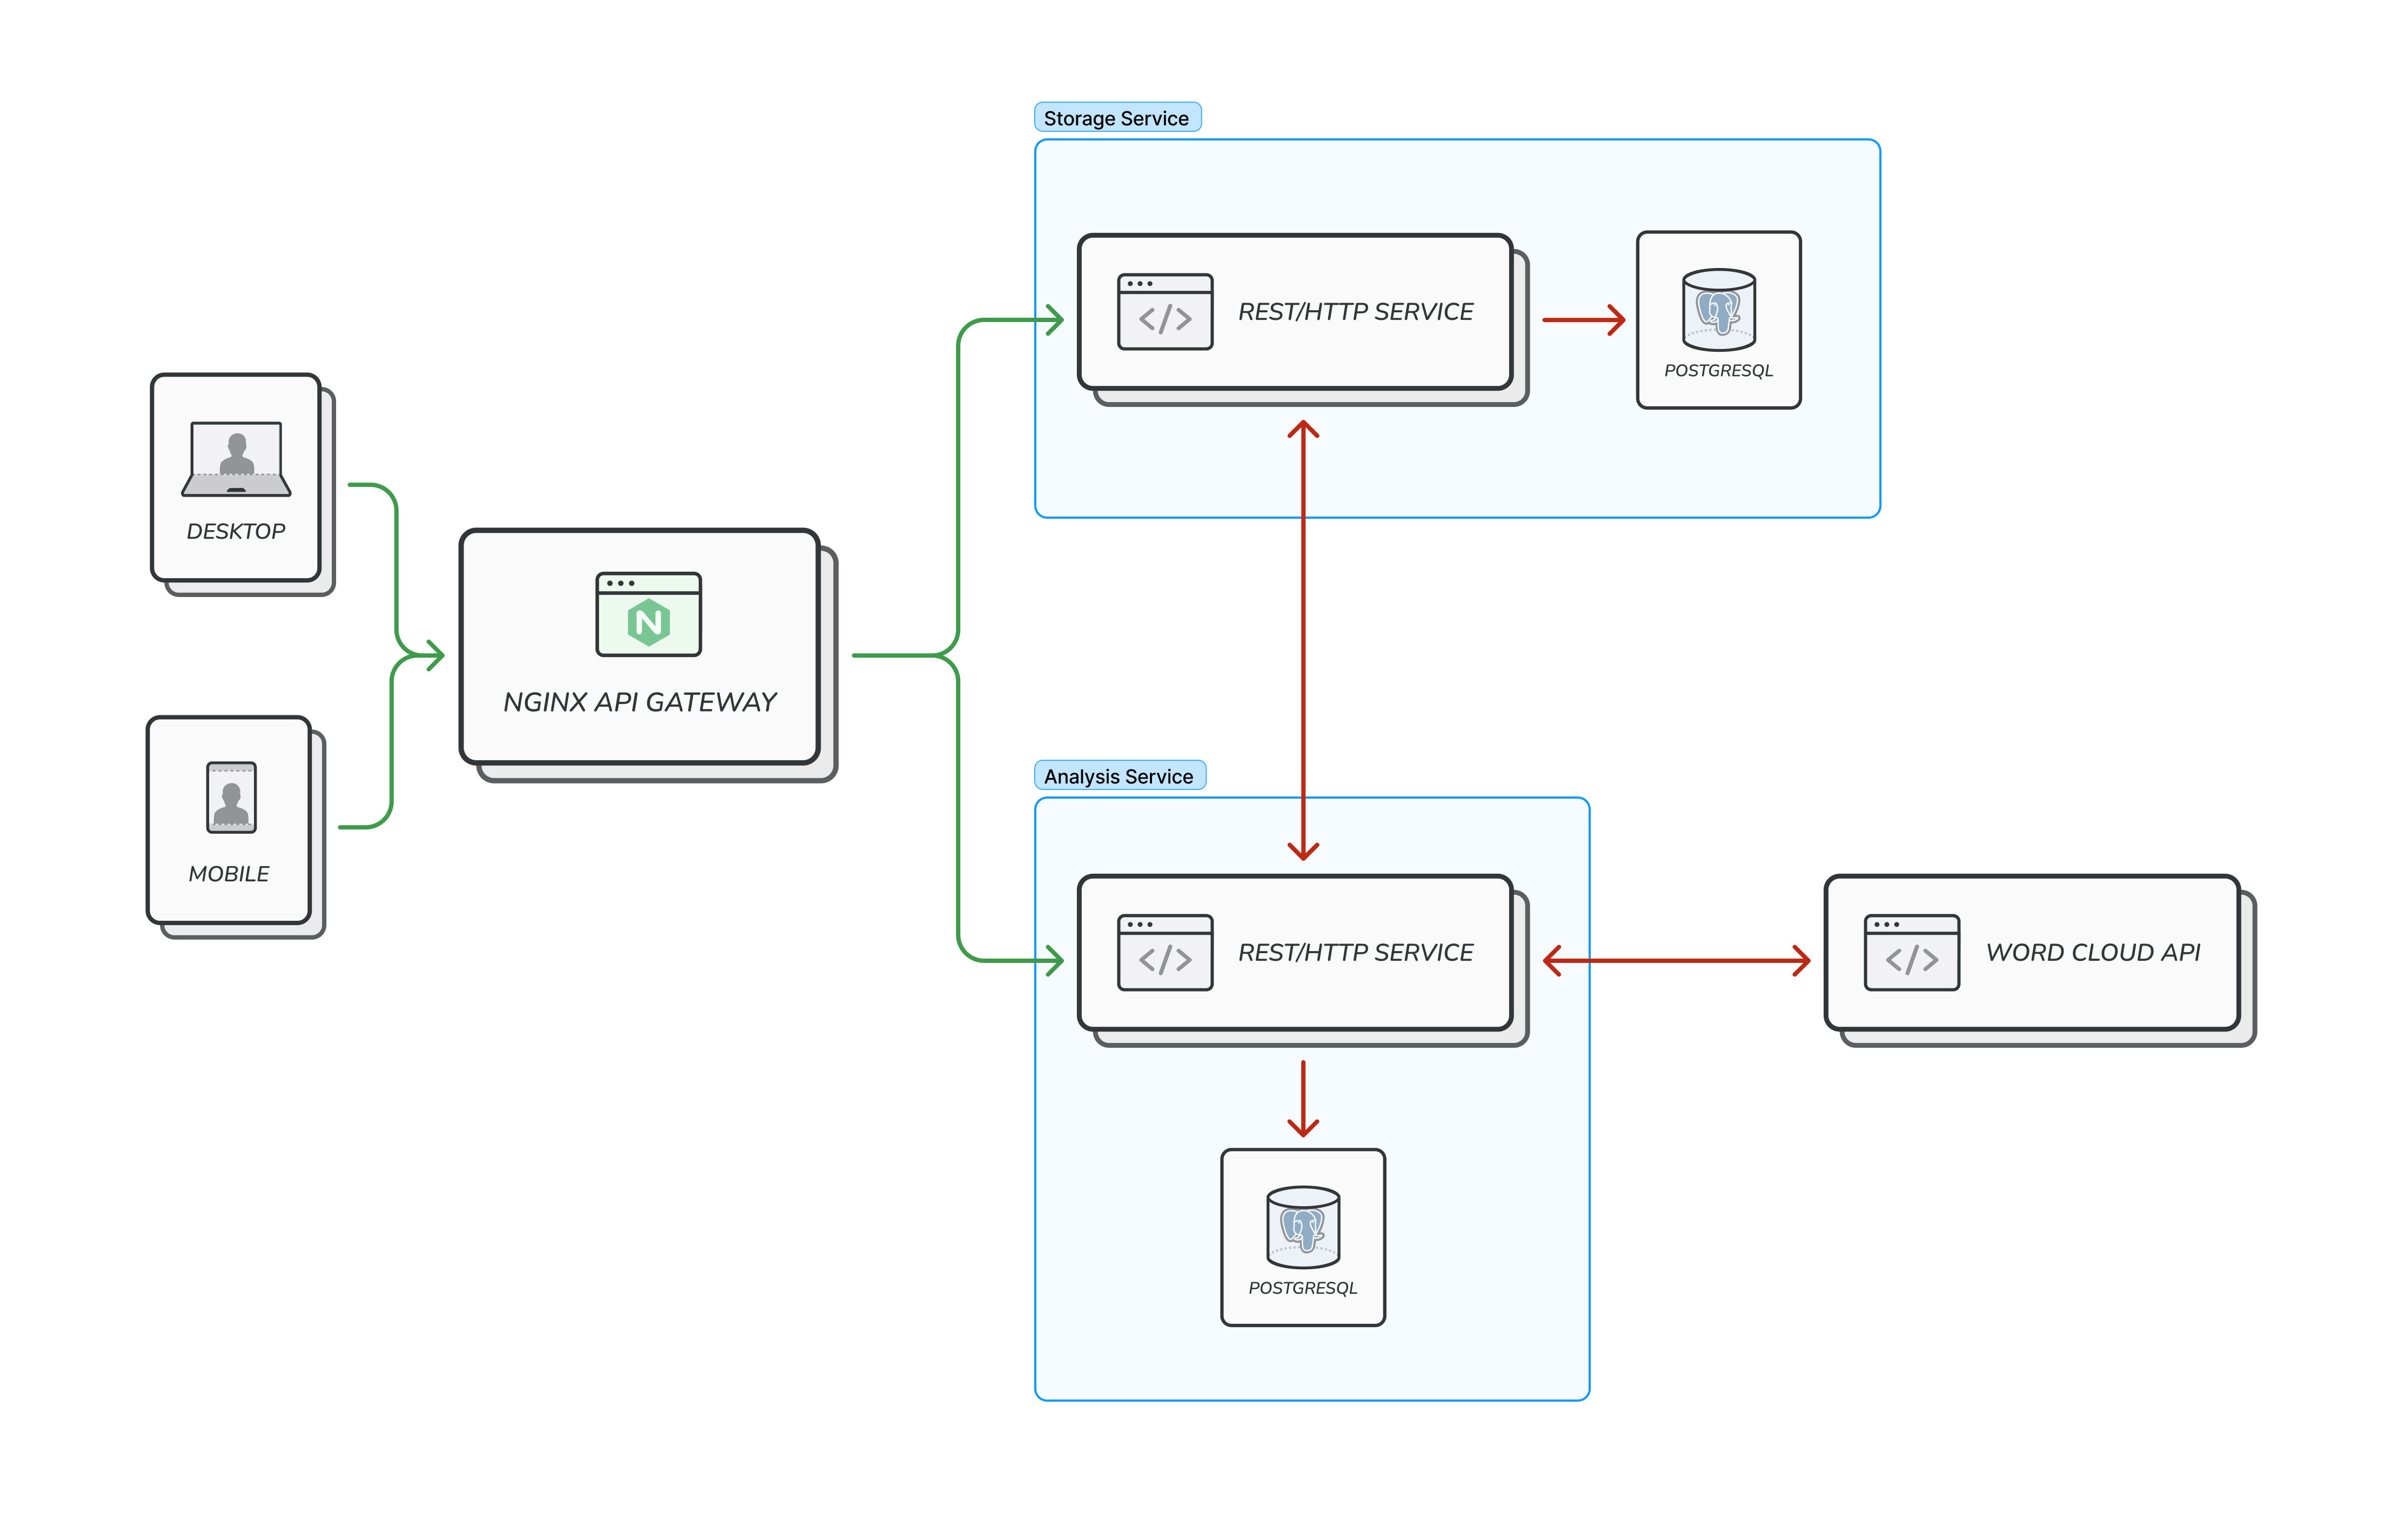 Storage Service
REST/HTTP SERVICE
POSTGRESQL
DESKTOP
NGINX API GATEWAY
MOBILE
Analysis Service
REST/HTTP SERVICE
WORD CLOUD API
POSTGRESQL